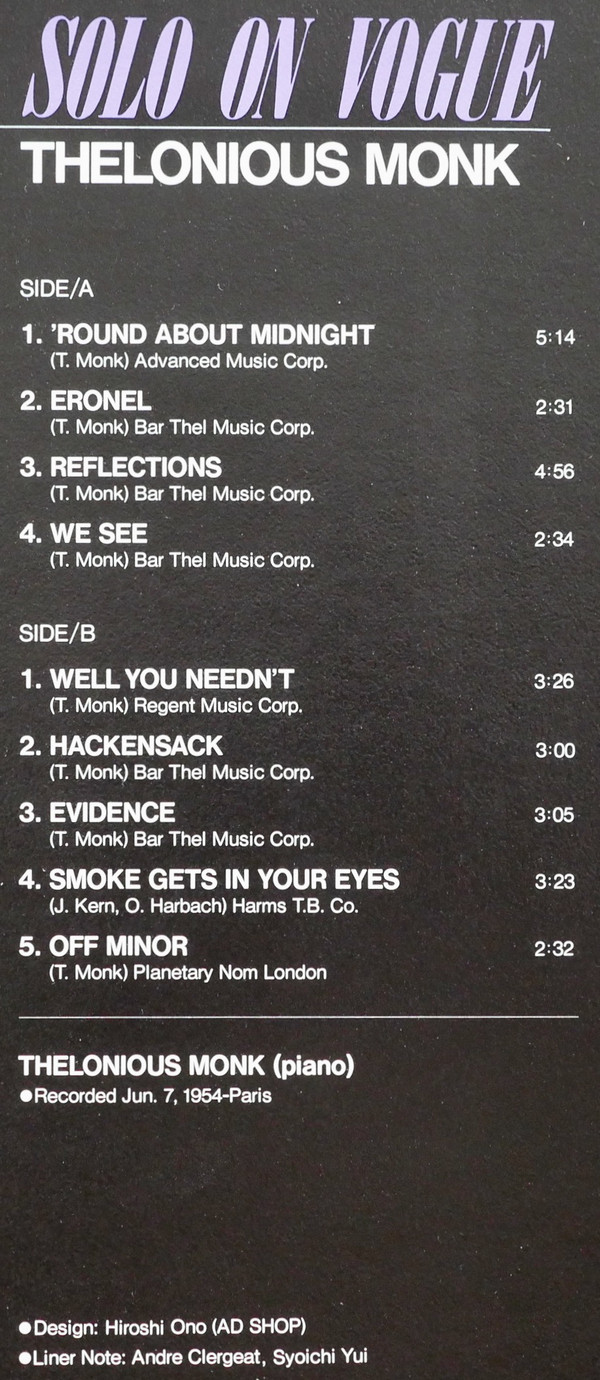 SOLO ON VOGUE
THELONIOUS MONK
SIDE/A
1. 'ROUND ABOUT MIDNIGHT 5:14
(T. Monk) Advanced Music Corp.
2. ERONEL 2:31
(T. Monk) Bar Thel Music Corp.
3. REFLECTIONS 4:56
(T. Monk) Bar Thel Music Corp.
4. WE SEE 2:34
(T. Monk) Bar Thel Music Corp.
SIDE/B
1. WELL YOU NEEDN'T 3:26
(T. Monk) Regent Music Corp.
2. HACKENSACK 3:00
(T. Monk) Bar Thel Music Corp.
3. EVIDENCE 3:05
(T. Monk) Bar Thel Music Corp.
4. SMOKE GETS IN YOUR EYES 3:23
(J. Kern, O. Harbach) Harms T.B. Co.
5. OFF MINOR 2:32
(T. Monk) Planetary Nom London
THELONIOUS MONK (piano)
●Recorded Jun. 7, 1954-Paris
●Design: Hiroshi Ono (AD SHOP)
●Liner Note: Andre Clergeat, Syoichi Yui